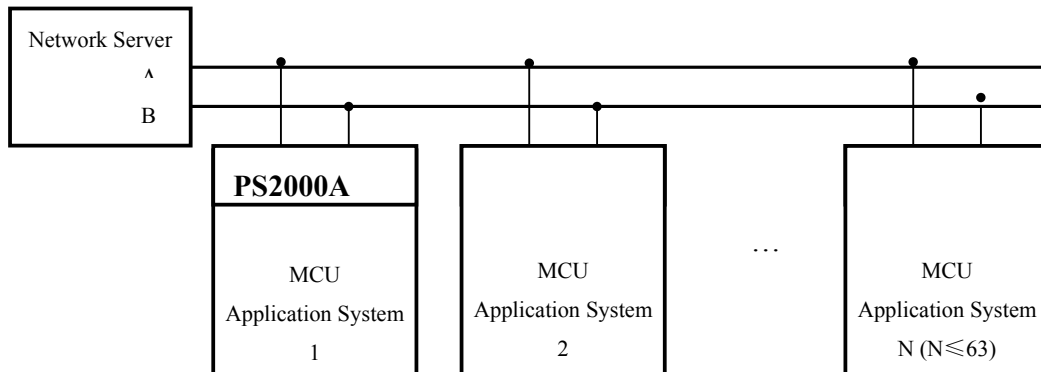 Network Server
A
B
PS2000A
MCU
Application System
1
MCU
Application System
2
…
MCU
Application System
N (N≤63)